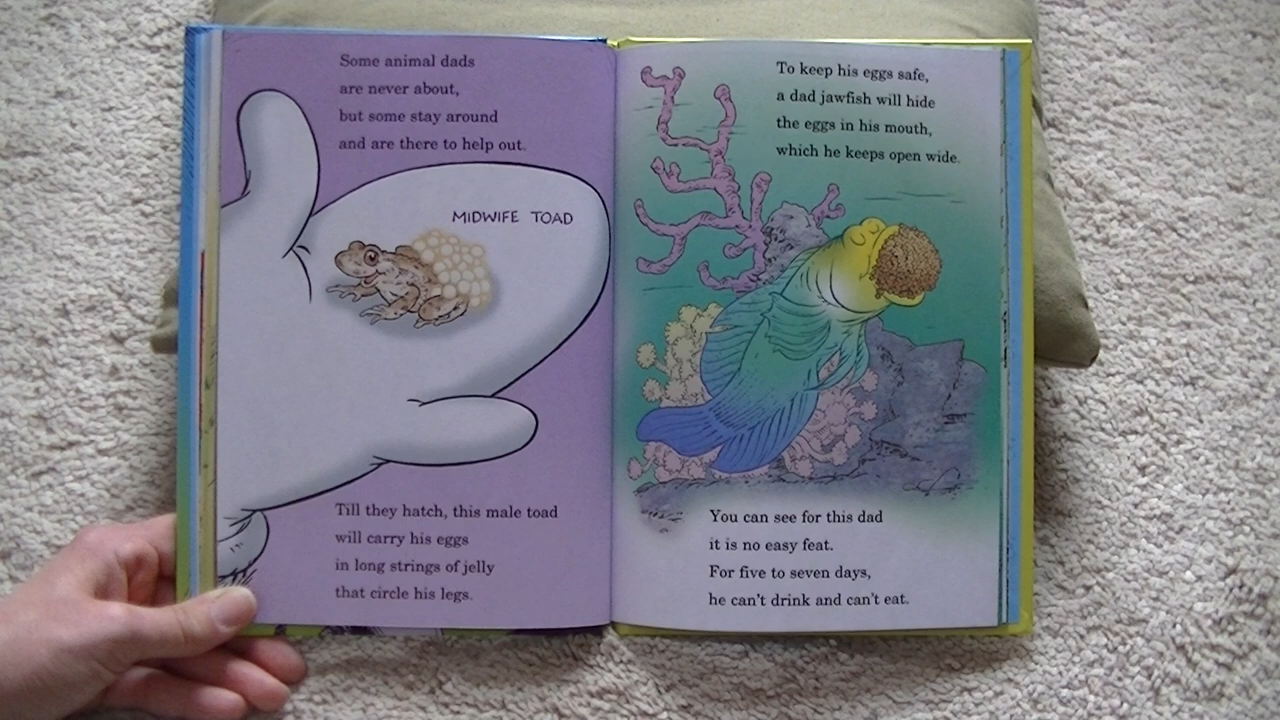 Some animal dads
are never about,
but some stay around
and are there to help out.
MIDWIFE TOAD
Till they hatch, this male toad
will carry his eggs
in long strings of jelly
that circle his legs.
To keep his eggs safe,
a dad jawfish will hide
the eggs in his mouth,
which he keeps open wide.
You can see for this dad
it is no easy feat.
For five to seven days,
he can't drink and can't eat.